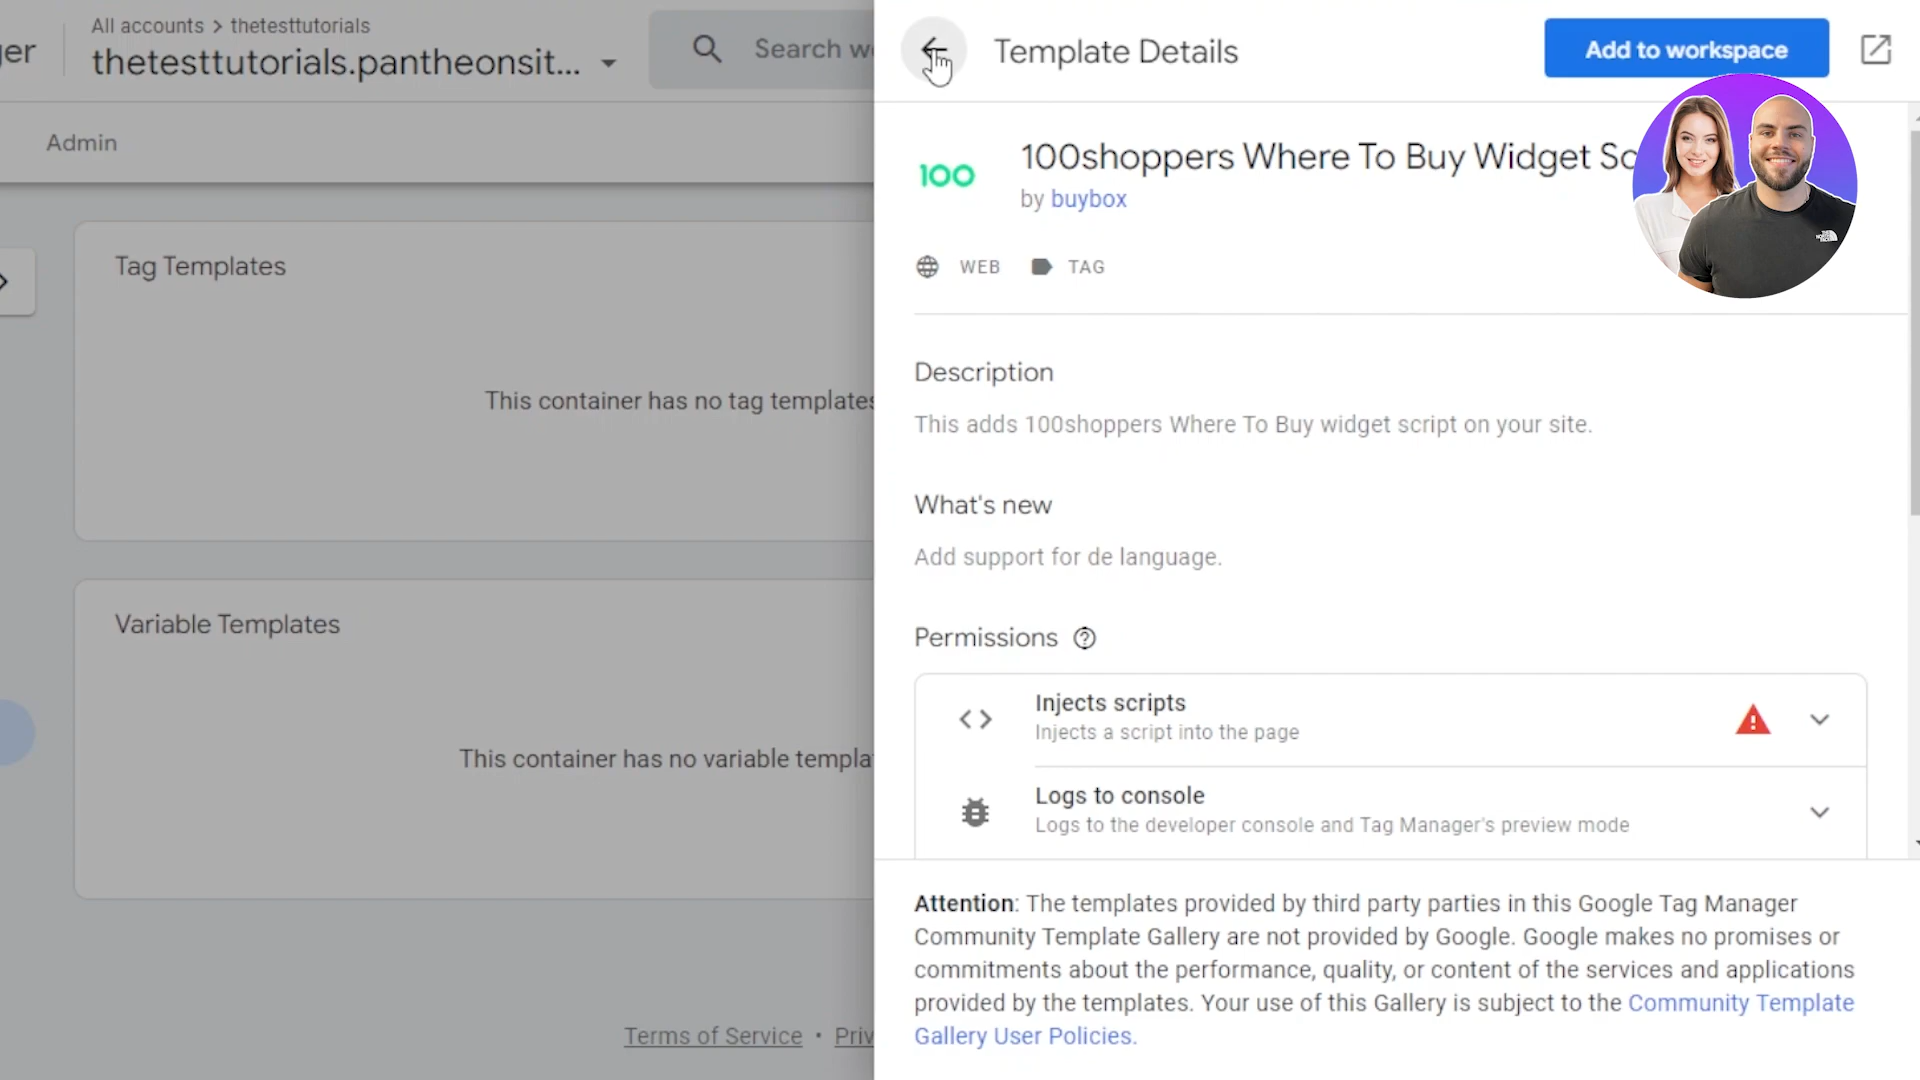 ger
All accounts > thetesttutorials
thetesttutorials.pantheonsit...
Search w
Admin
Tag Templates
This container has no tag templates
Variable Templates
This container has no variable templa
Terms of Service • Priv
Template Details
Add to workspace
100
100shoppers Where To Buy Widget Sc
by buybox
WEB TAG
Description
This adds 100shoppers Where To Buy widget script on your site.
What's new
Add support for de language.
Permissions
Injects scripts
Injects a script into the page
Logs to console
Logs to the developer console and Tag Manager's preview mode
Attention: The templates provided by third party parties in this Google Tag Manager
Community Template Gallery are not provided by Google. Google makes no promises or
commitments about the performance, quality, or content of the services and applications
provided by the templates. Your use of this Gallery is subject to the Community Template
Gallery User Policies.